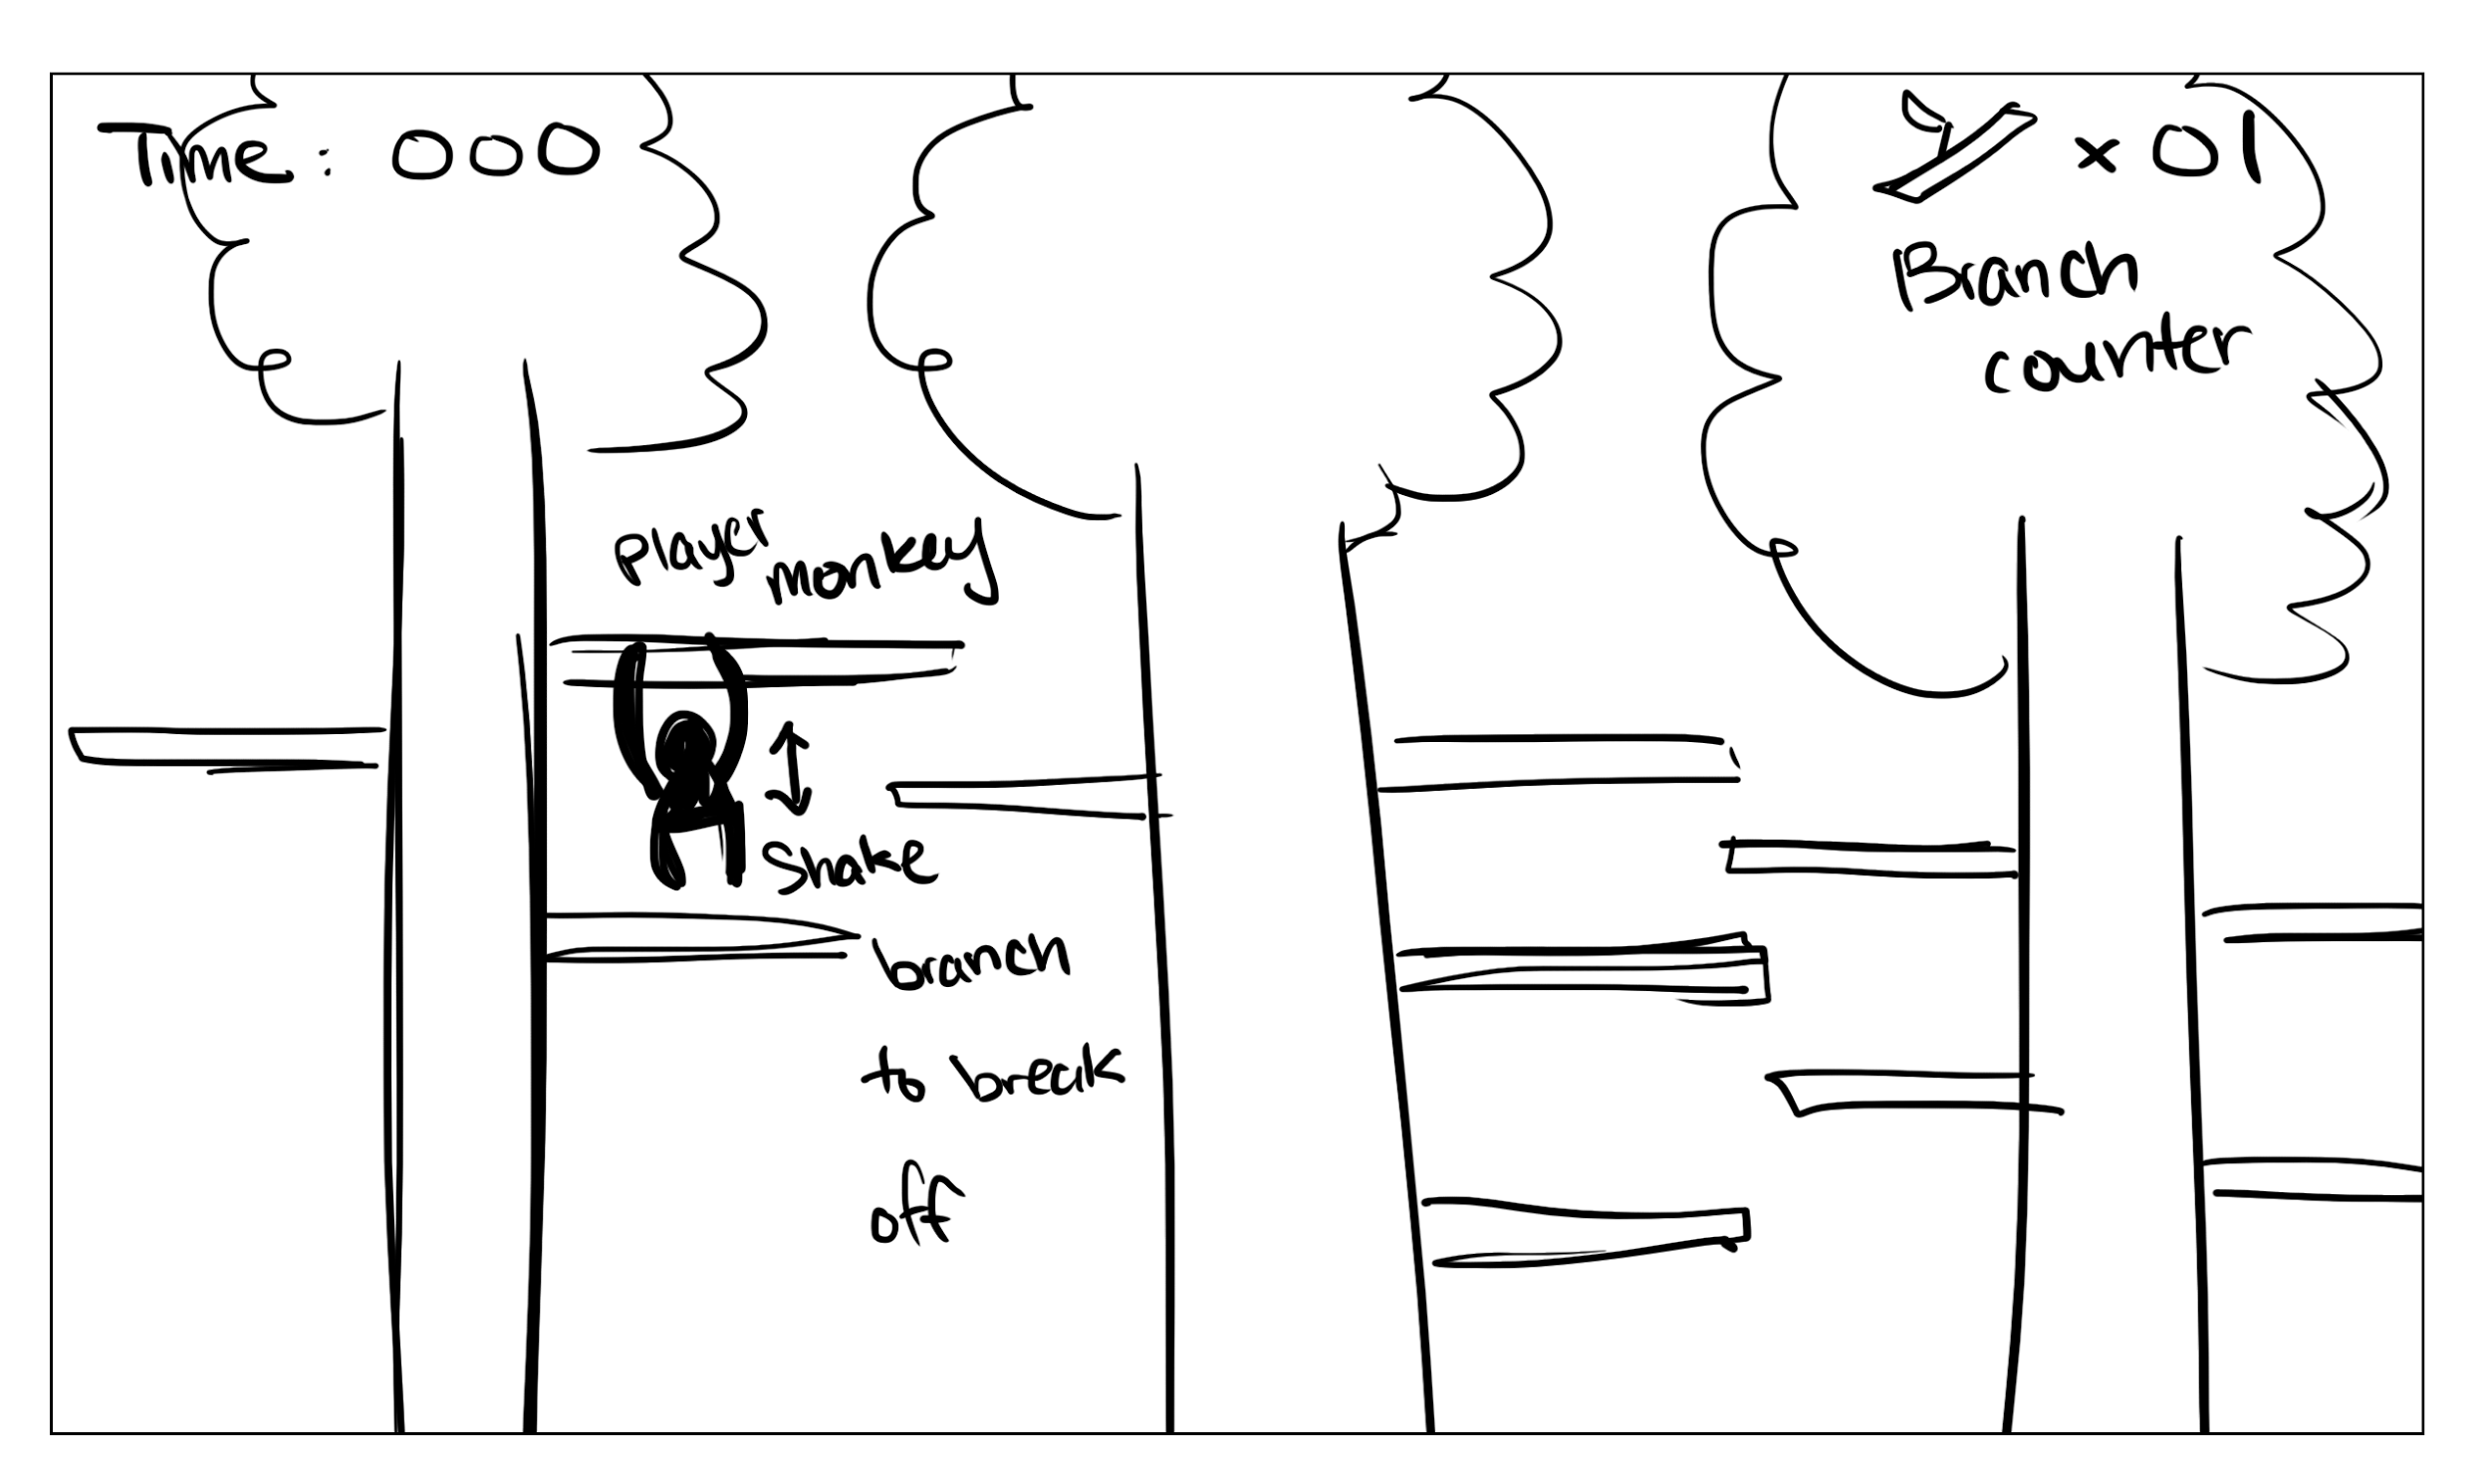 Time: 000
x 01
Branch
counter
Player
monkey
Shake
branch
to break
off